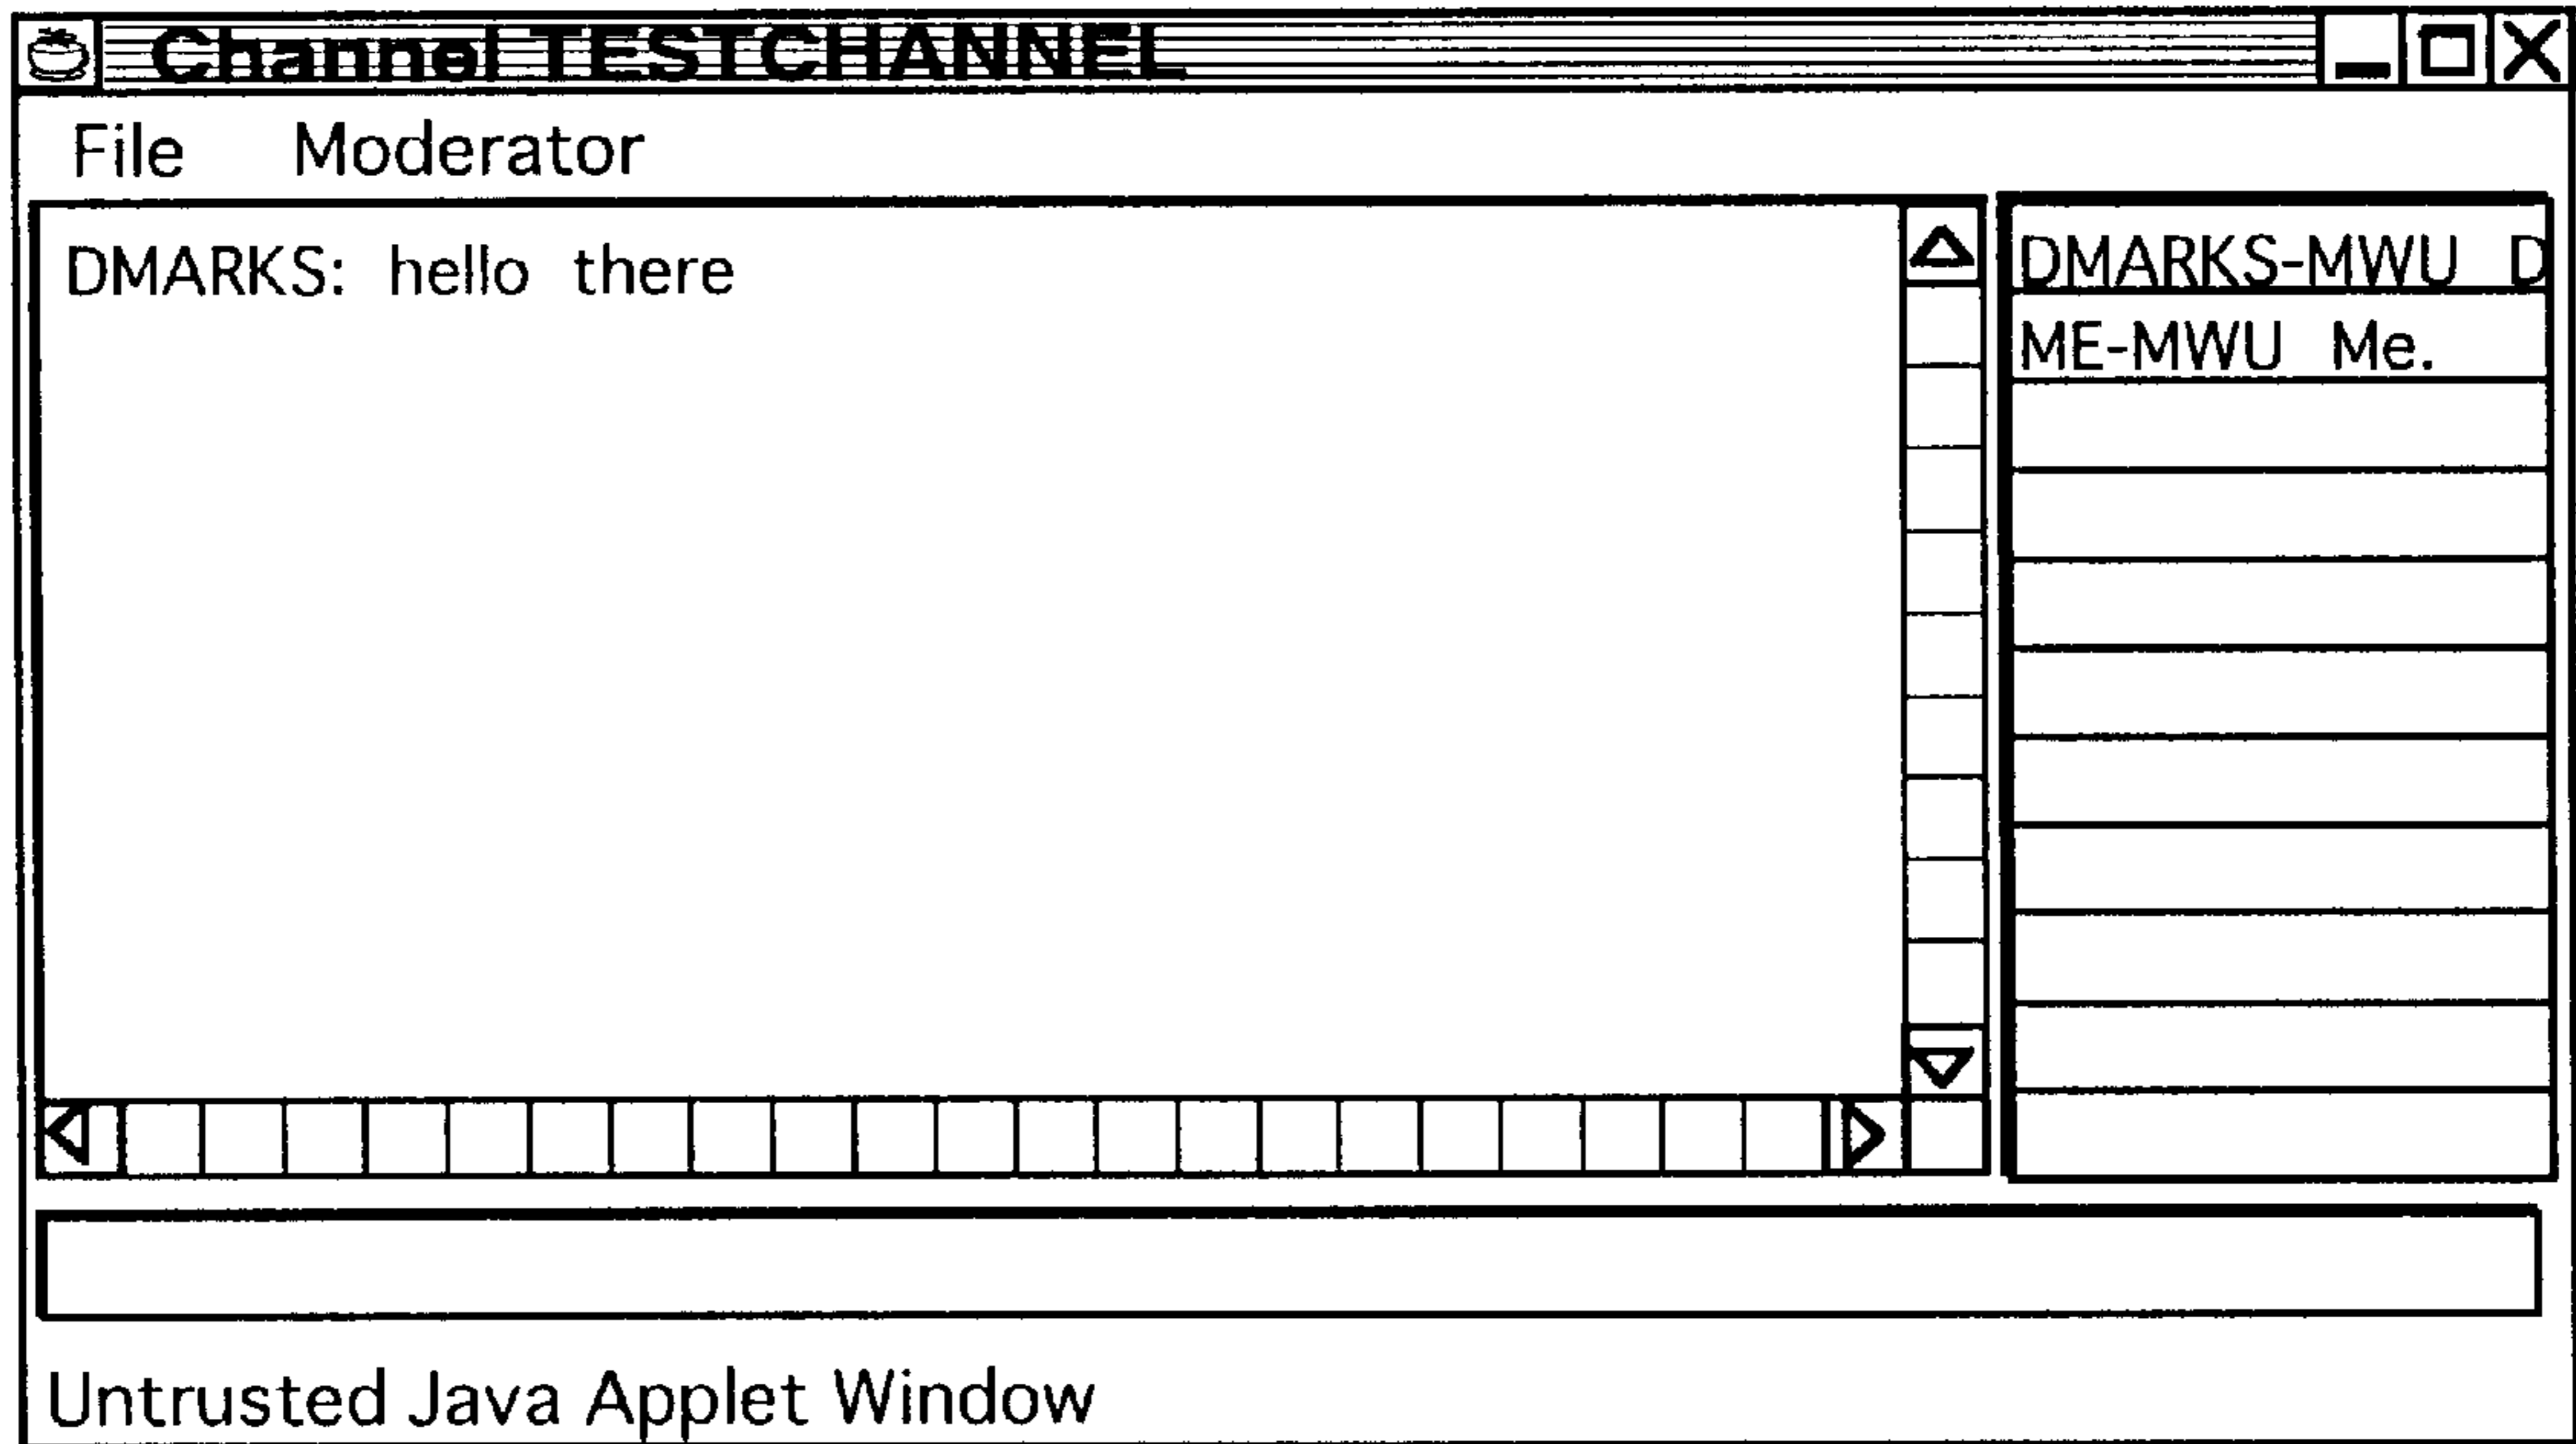 Channel TESTCHANNEL
File Moderator
DMARKS: hello there
DMARKS-MWU D
ME-MWU Me.
Untrusted Java Applet Window